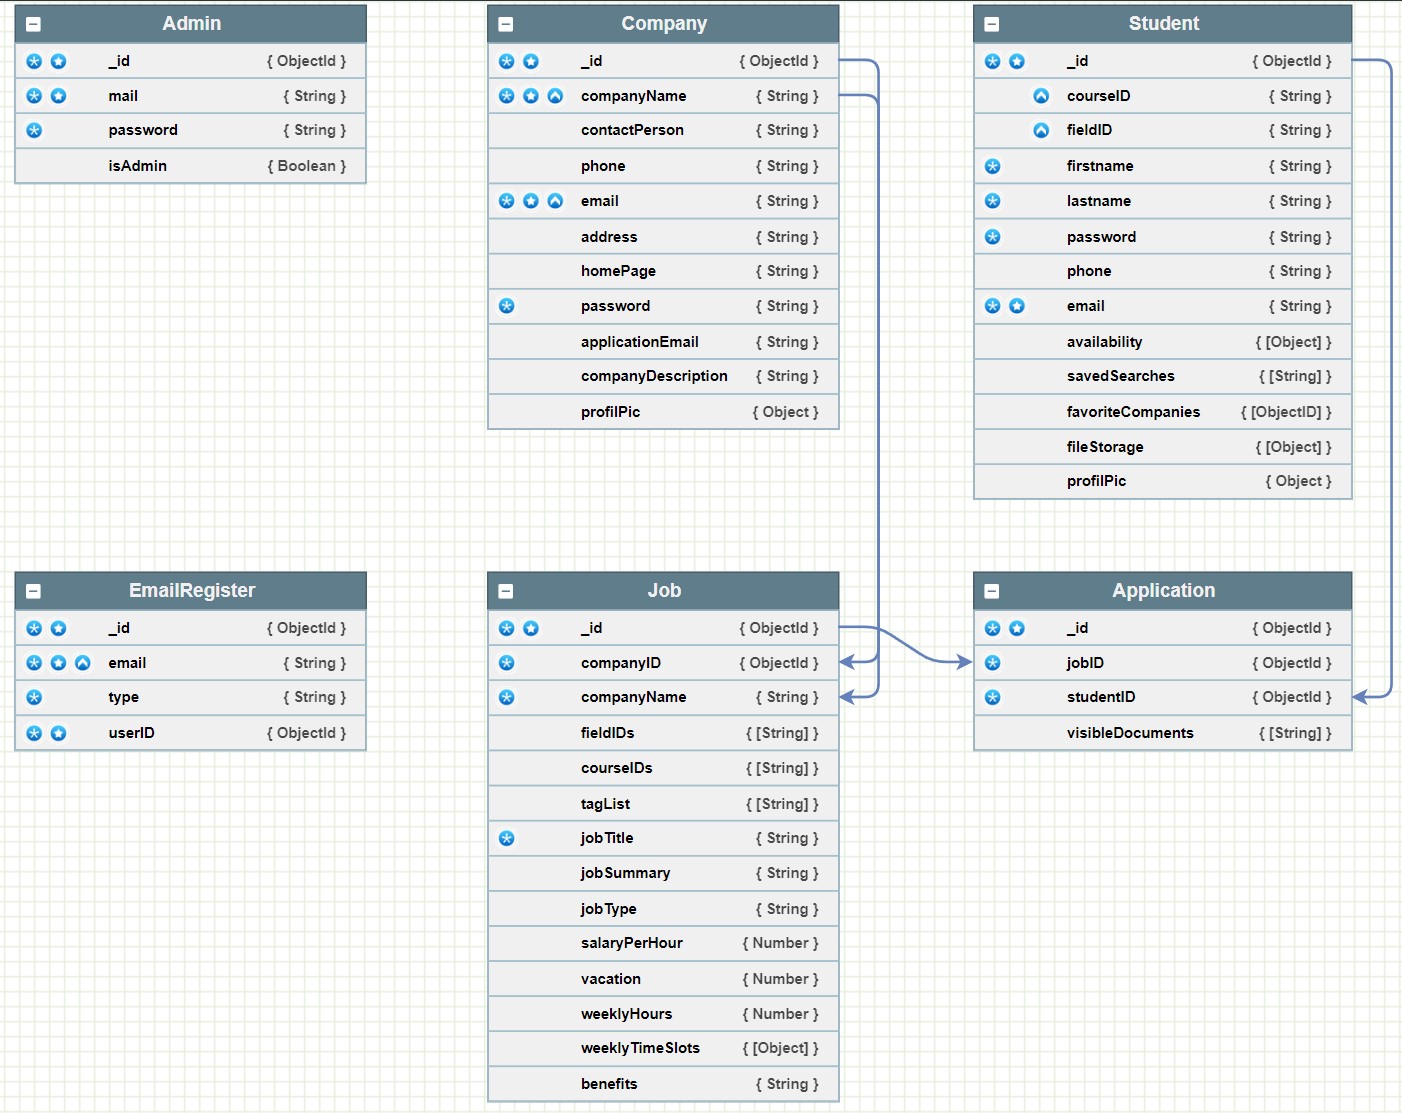 Admin
_id { ObjectId }
mail { String }
password { String }
isAdmin { Boolean }
Company
_id { ObjectId }
companyName { String }
contactPerson { String }
phone { String }
email { String }
address { String }
homePage { String }
password { String }
applicationEmail { String }
companyDescription { String }
profilPic { Object }
Student
_id { ObjectId }
courseID { String }
fieldID { String }
firstname { String }
lastname { String }
password { String }
phone { String }
email { String }
availability { [Object] }
savedSearches { [String] }
favoriteCompanies { [ObjectID] }
fileStorage { [Object] }
profilPic { Object }
EmailRegister
_id { ObjectId }
email { String }
type { String }
userID { ObjectId }
Job
_id { ObjectId }
companyID { ObjectId }
companyName { String }
fieldIDs { [String] }
courseIDs { [String] }
tagList { [String] }
jobTitle { String }
jobSummary { String }
jobType { String }
salaryPerHour { Number }
vacation { Number }
weeklyHours { Number }
weeklyTimeSlots { [Object] }
benefits { String }
Application
_id { ObjectId }
jobID { ObjectId }
studentID { ObjectId }
visibleDocuments { [String] }